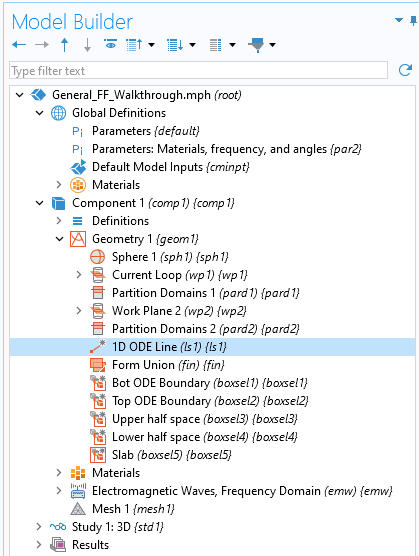 Model Builder
Type filter text
General_FF_Walkthrough.mph (root)
Global Definitions
Pi Parameters {default}
Pi Parameters: Materials, frequency, and angles {par2}
Default Model Inputs {cminpt}
Materials
Component 1 (comp1) {comp1}
Definitions
Geometry 1 {geom1}
Sphere 1 (sph1) {sph1}
Current Loop (wp1) {wp1}
Partition Domains 1 (pard1) {pard1}
Work Plane 2 (wp2) {wp2}
Partition Domains 2 (pard2) {pard2}
1D ODE Line (ls1) {ls1}
Form Union (fin) {fin}
Bot ODE Boundary (boxsel1) {boxsel1}
Top ODE Boundary (boxsel2) {boxsel2}
Upper half space (boxsel3) {boxsel3}
Lower half space (boxsel4) {boxsel4}
Slab (boxsel5) {boxsel5}
Materials
Electromagnetic Waves, Frequency Domain (emw) {emw}
Mesh 1 {mesh1}
Study 1: 3D {std1}
Results